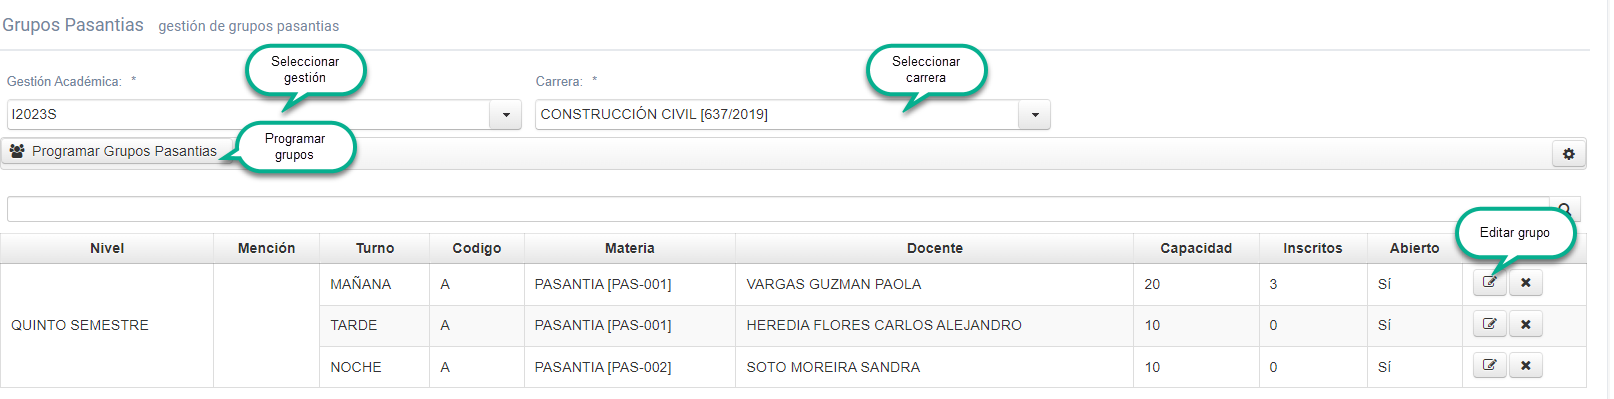 Grupos Pasantias gestión de grupos pasantias
Seleccionar
gestión
Seleccionar
carrera
Gestión Académica: *
Carrera: *
I2023S
CONSTRUCCIÓN CIVIL [637/2019]
Programar Grupos Pasantias
Programar
grupos
Editar grupo
Nivel Mención Turno Codigo Materia Docente Capacidad Inscritos Abierto
MAÑANA A PASANTIA [PAS-001] VARGAS GUZMAN PAOLA 20 3 Sí
QUINTO SEMESTRE TARDE A PASANTIA [PAS-001] HEREDIA FLORES CARLOS ALEJANDRO 10 0 Sí
NOCHE A PASANTIA [PAS-002] SOTO MOREIRA SANDRA 10 0 Sí